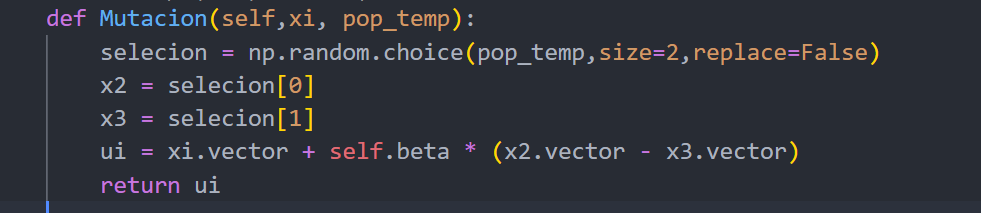 def Mutacion(self,xi, pop_temp):
selecion = np.random.choice(pop_temp,size=2,replace=False)
x2 = selecion[0]
x3 = selecion[1]
ui = xi.vector + self.beta * (x2.vector - x3.vector)
return ui